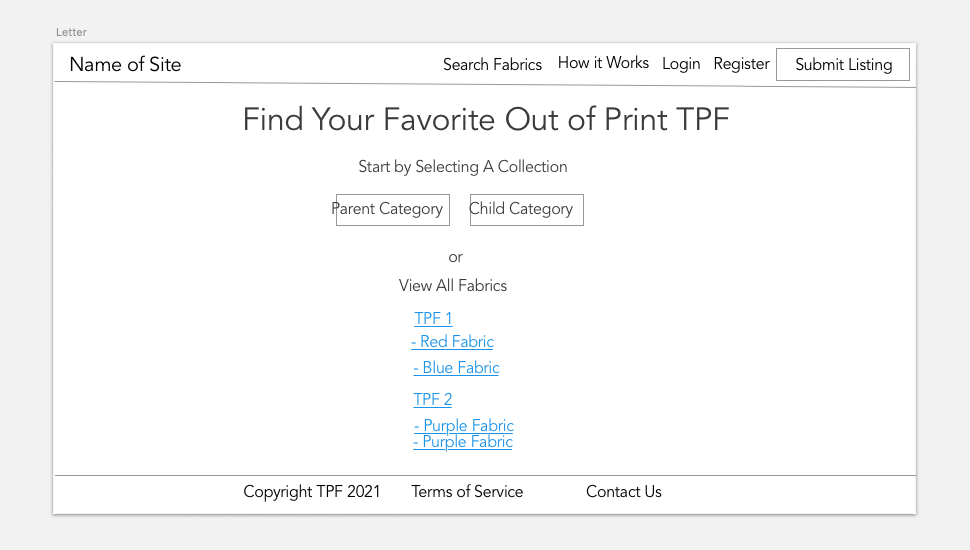 Letter
Name of Site
Search Fabrics How it Works Login Register Submit Listing
Find Your Favorite Out of Print TPF
Start by Selecting A Collection
Parent Category Child Category
or
View All Fabrics
TPF 1
- Red Fabric
- Blue Fabric
TPF 2
- Purple Fabric
- Purple Fabric
Copyright TPF 2021 Terms of Service Contact Us